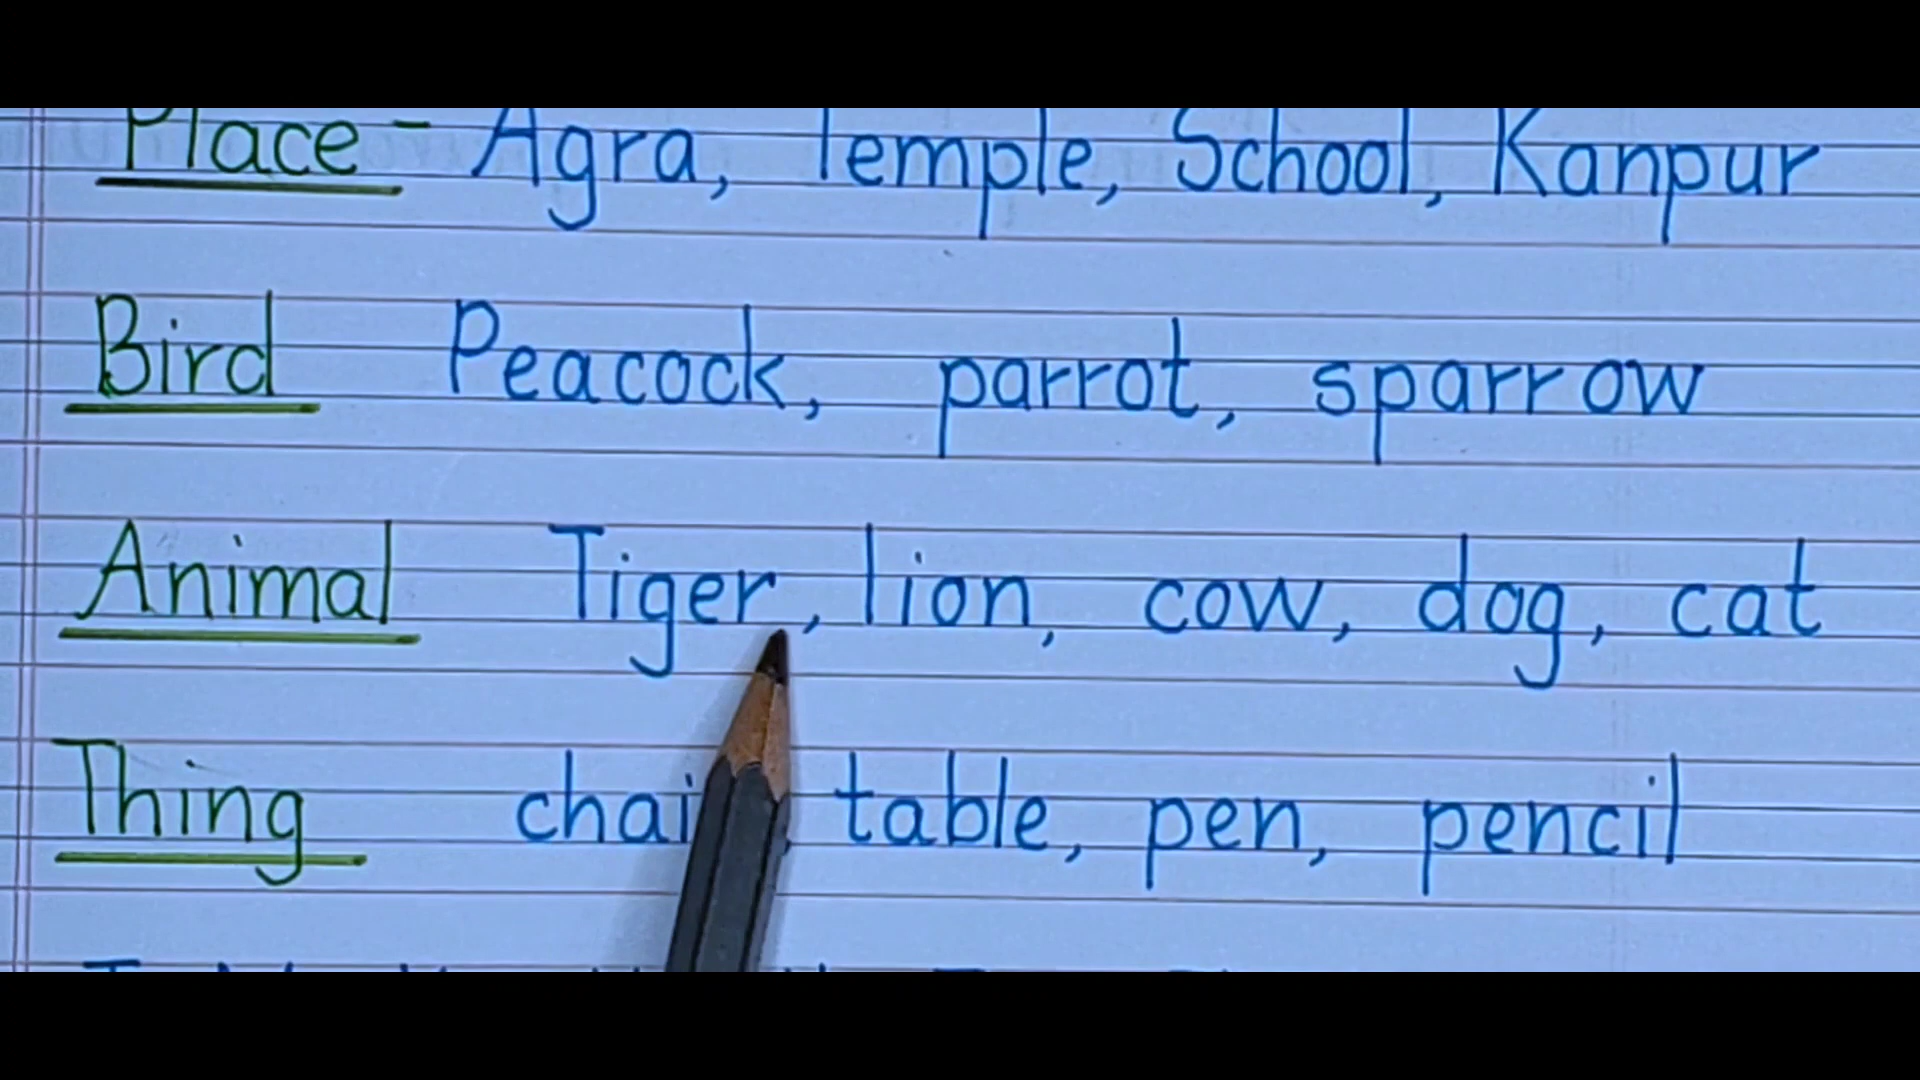 Place - Agra, Temple, School, Kanpur
Bird Peacock, parrot, sparrow
Animal Tiger, lion, cow, dog, cat
Thing table, pen, pencil